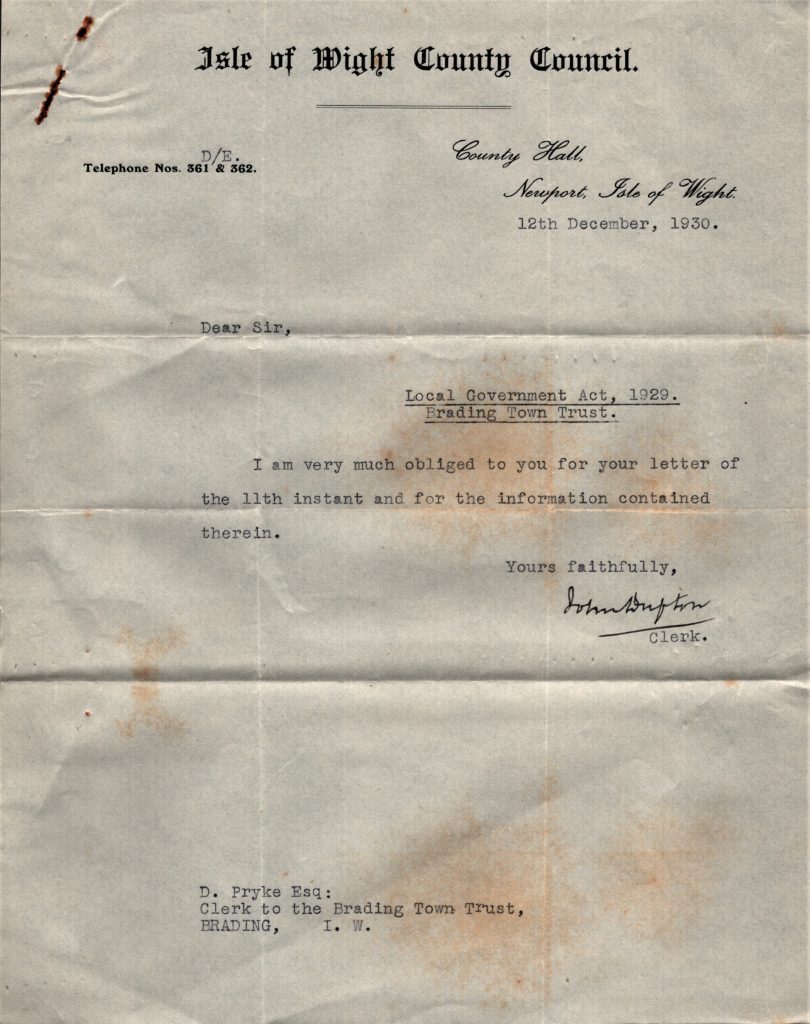 Isle of Wight County Council.
D/E.
Telephone Nos. 361 & 362.
County Hall,
Newport, Isle of Wight.
12th December, 1930.
Dear Sir,
Local Government Act, 1929.
Brading Town Trust.
I am very much obliged to you for your letter of
the 11th instant and for the information contained
therein.
Yours faithfully,
John Dufton
Clerk.
D. Pryke Esq:
Clerk to the Brading Town Trust,
BRADING, I. W.